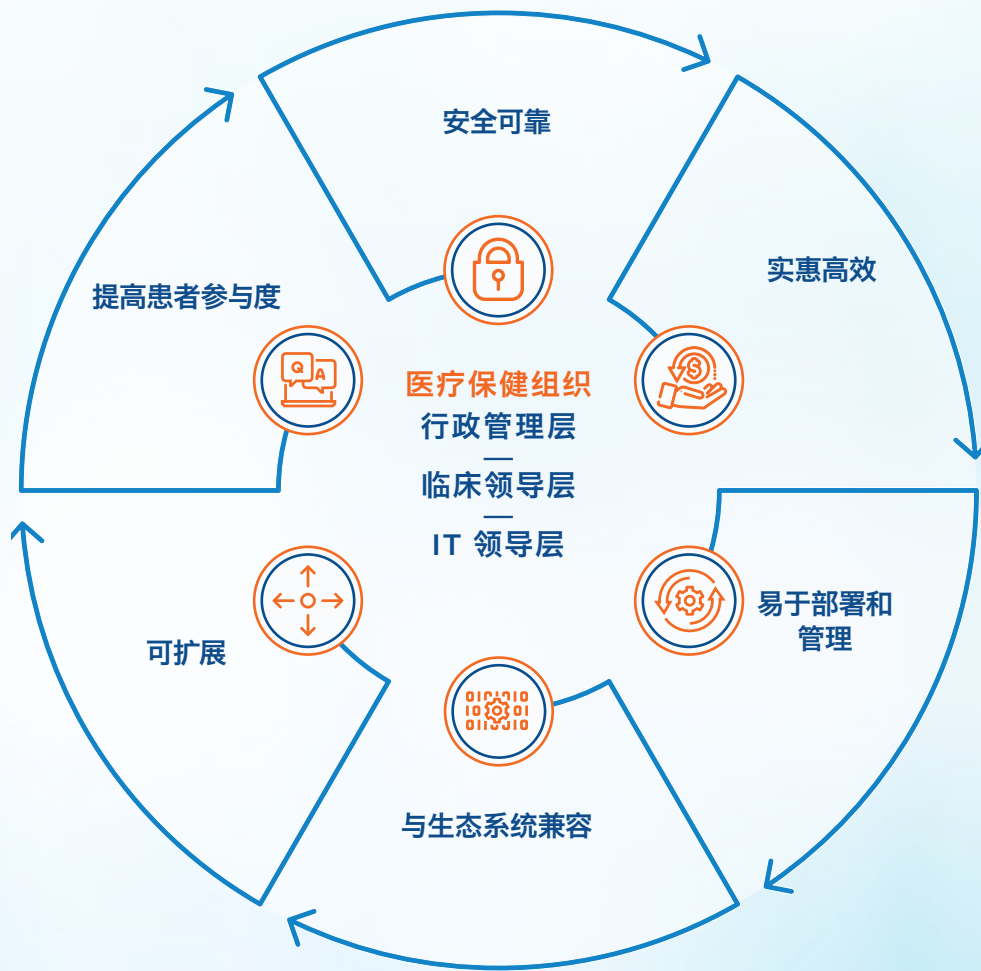 安全可靠
实惠高效
提高患者参与度
Q
A
医疗保健组织
行政管理层
临床领导层
IT 领导层
易于部署和
管理
可扩展
与生态系统兼容